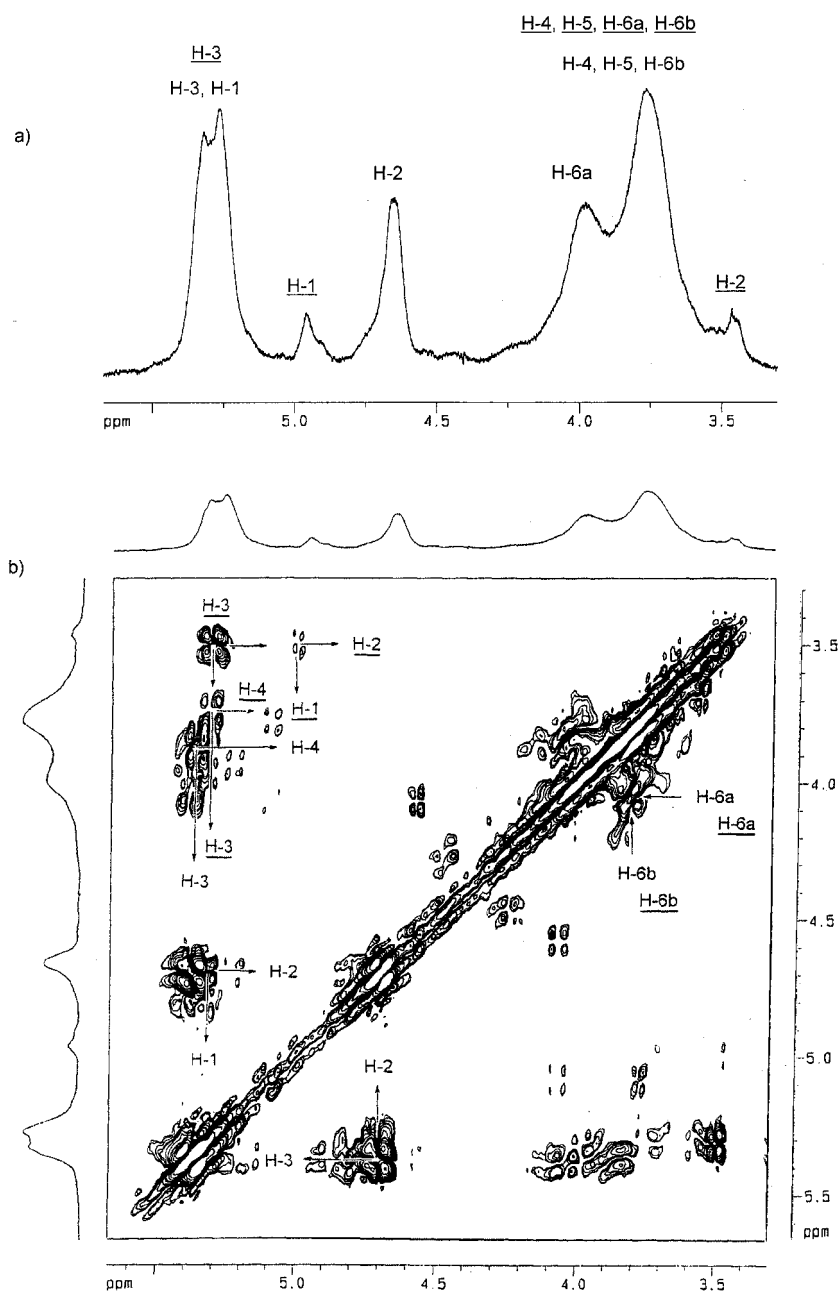 H-4, H-5, H-6a, H-6b
H-3
H-3, H-1
H-4, H-5, H-6b
a)
H-2
H-6a
H-1
H-2
ppm 5.0 4.5 4.0 3.5
b)
H-3
H-2
3.5
H-4
H-1
H-4
4.0
H-6a
H-6a
H-3
H-3
H-6b
H-6b
4.5
H-2
H-1
H-2
5.0
H-3
5.5
ppm
ppm 5.0 4.5 4.0 3.5